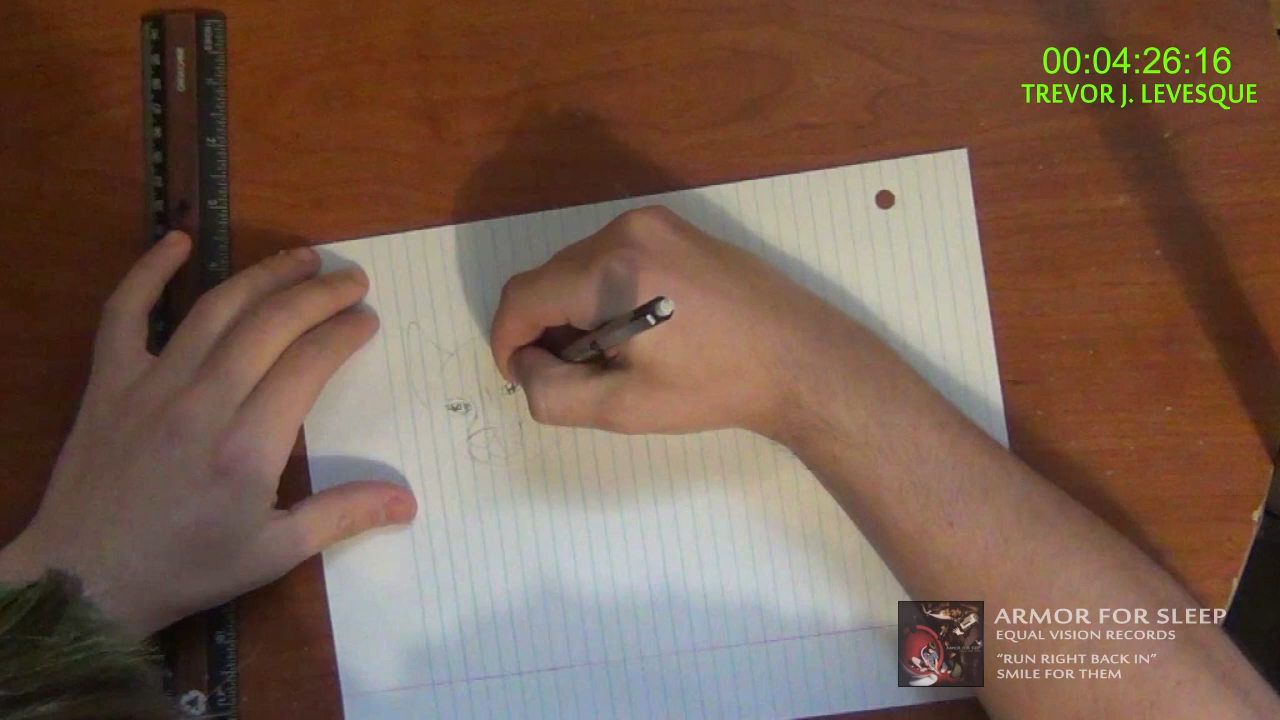 00:04:26:16
TREVOR J. LEVESQUE
ARMOR FOR SLEEP
EQUAL VISION RECORDS
“RUN RIGHT BACK IN”
SMILE FOR THEM